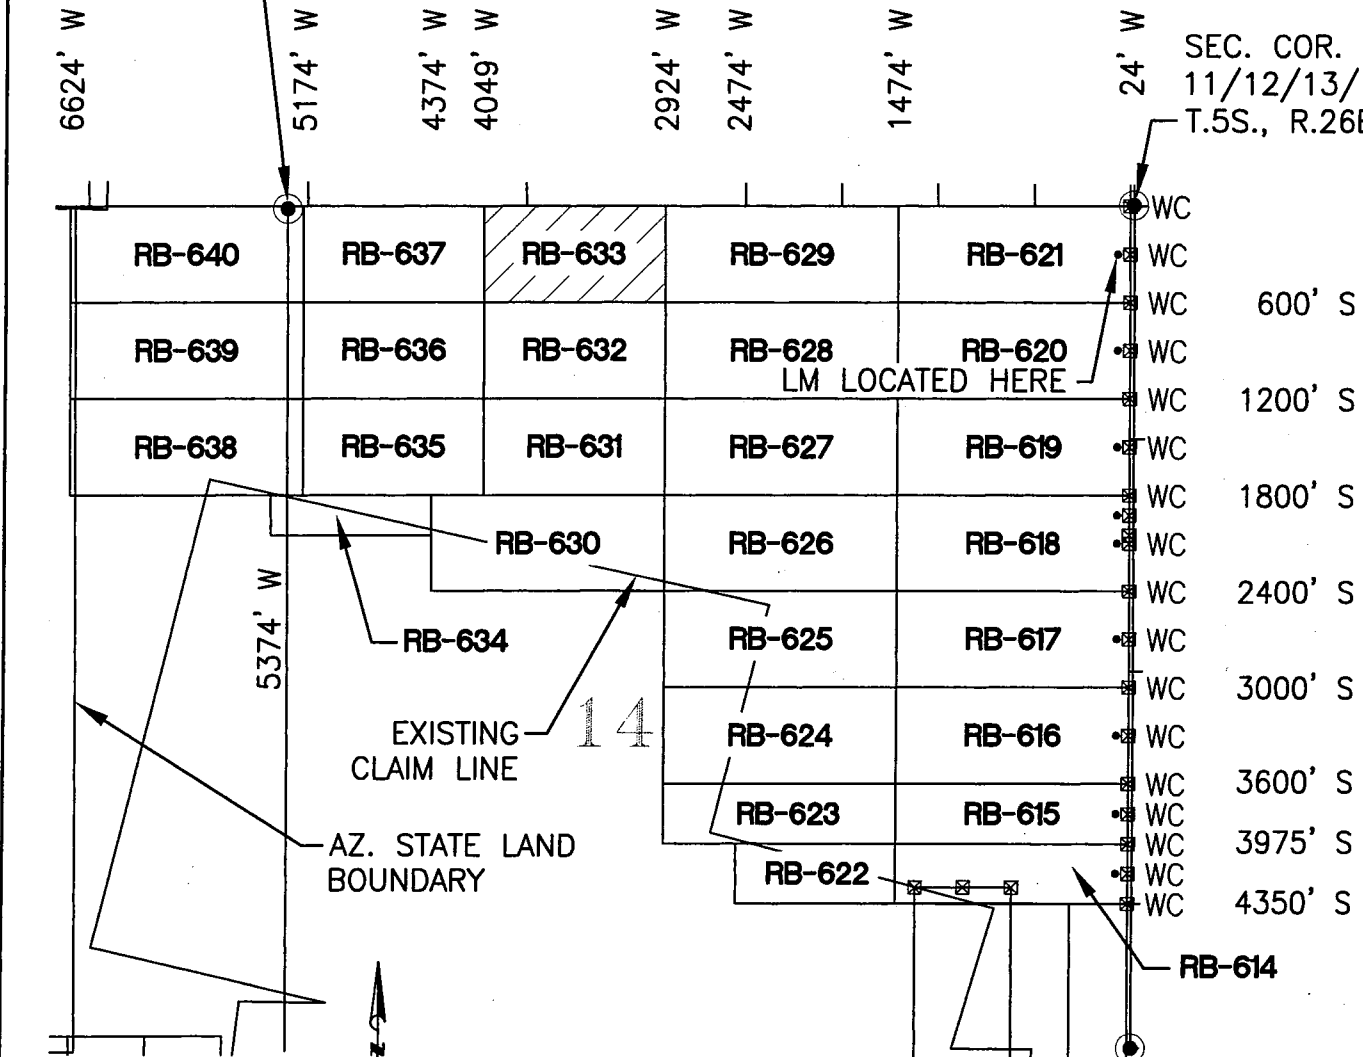 6624' W
5174' W
4374' W
4049' W
2924' W
2474' W
1474' W
24' W
SEC. COR.
11/12/13/
T.5S., R.26E
WC
RB-640
RB-637
RB-633
RB-629
RB-621
WC
WC
600' S
RB-639
RB-636
RB-632
RB-628
RB-620
WC
LM LOCATED HERE
WC
1200' S
RB-638
RB-635
RB-631
RB-627
RB-619
WC
WC
1800' S
RB-630
RB-626
RB-618
WC
WC
2400' S
5374' W
RB-634
RB-625
RB-617
WC
WC
3000' S
EXISTING
CLAIM LINE
14
RB-624
RB-616
WC
WC
3600' S
RB-623
RB-615
WC
WC
3975' S
AZ. STATE LAND
BOUNDARY
RB-622
WC
WC
4350' S
RB-614